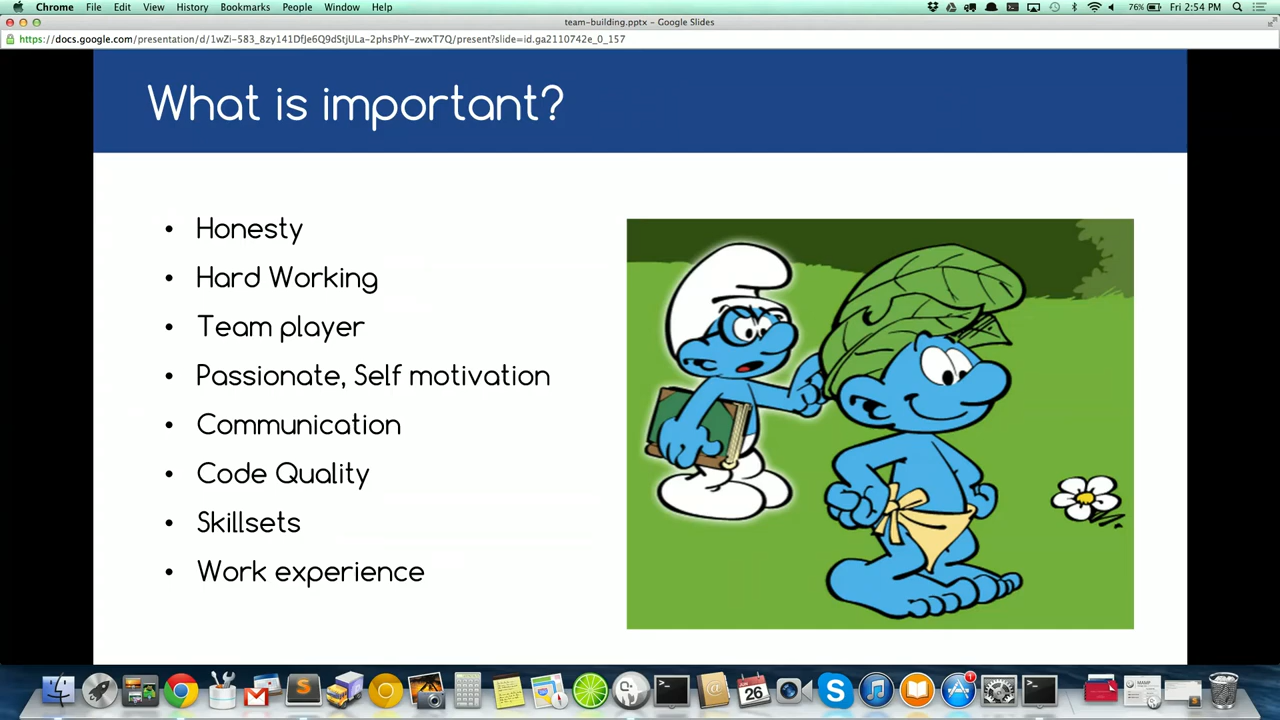 Chrome File Edit View History Bookmarks People Window Help
76% Fri 2:54 PM
team-building.pptx - Google Slides
https://docs.google.com/presentation/d/1wZi-583_8zy141DfJe6Q9dStjULa-2phsPhY-zwxT7Q/present?slide=id.ga2110742e_0_157
What is important?
• Honesty
• Hard Working
• Team player
• Passionate, Self motivation
• Communication
• Code Quality
• Skillsets
• Work experience
26
1